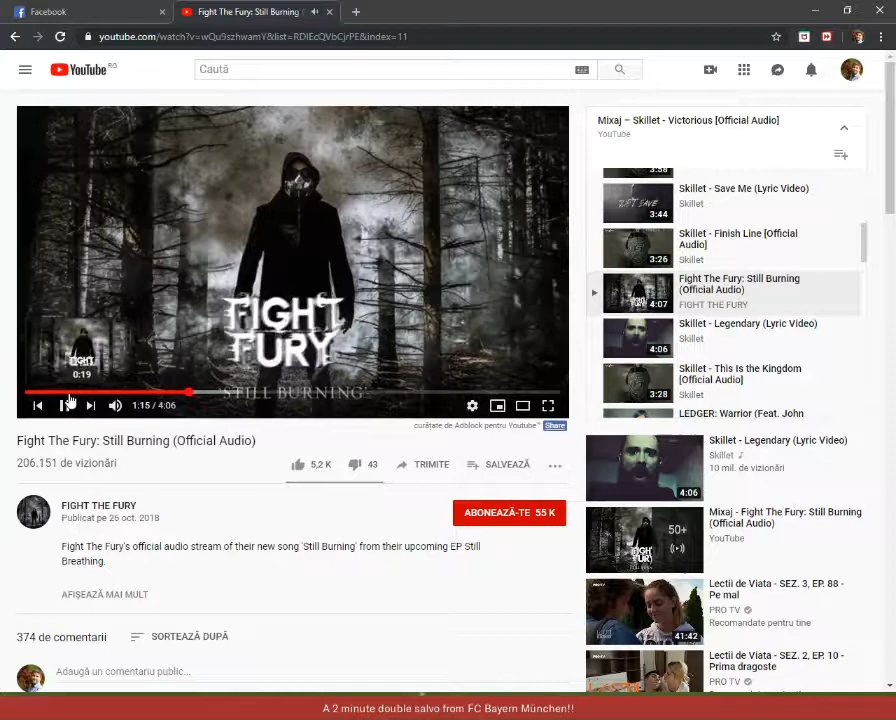 Facebook
Fight The Fury: Still Burning
youtube.com/watch?v=wQu9szhwamY&list=RDIEcQVbCjrPE&index=11
YouTube RO
Caută
FIGHT
THE
FURY
'STILL BURNING'
FIGHT
0:19
1:15 / 4:06
curățate de Adblock pentru Youtube™ Share
Fight The Fury: Still Burning (Official Audio)
206.151 de vizionări
5,2 K
43
TRIMITE
SALVEAZĂ
FIGHT THE FURY
Publicat pe 26 oct. 2018
ABONEAZĂ-TE 55 K
Fight The Fury's official audio stream of their new song 'Still Burning' from their upcoming EP Still
Breathing.
AFIȘEAZĂ MAI MULT
374 de comentarii
SORTEAZĂ DUPĂ
Adaugă un comentariu public...
Mixaj – Skillet - Victorious [Official Audio]
YouTube
3:58
Skillet - Save Me (Lyric Video)
Skillet
3:44
Skillet - Finish Line [Official
Audio]
Skillet
3:26
Fight The Fury: Still Burning
(Official Audio)
FIGHT THE FURY
4:07
Skillet - Legendary (Lyric Video)
Skillet
4:06
Skillet - This Is the Kingdom
[Official Audio]
Skillet
3:28
LEDGER: Warrior (Feat. John
Skillet - Legendary (Lyric Video)
Skillet
10 mil. de vizionări
4:06
Mixaj - Fight The Fury: Still Burning
(Official Audio)
YouTube
50+
Lectii de Viata - SEZ. 3, EP. 88 -
Pe mal
PRO TV
Recomandate pentru tine
41:42
Lectii de Viata - SEZ. 2, EP. 10 -
Prima dragoste
PRO TV
A 2 minute double salvo from FC Bayern München!!